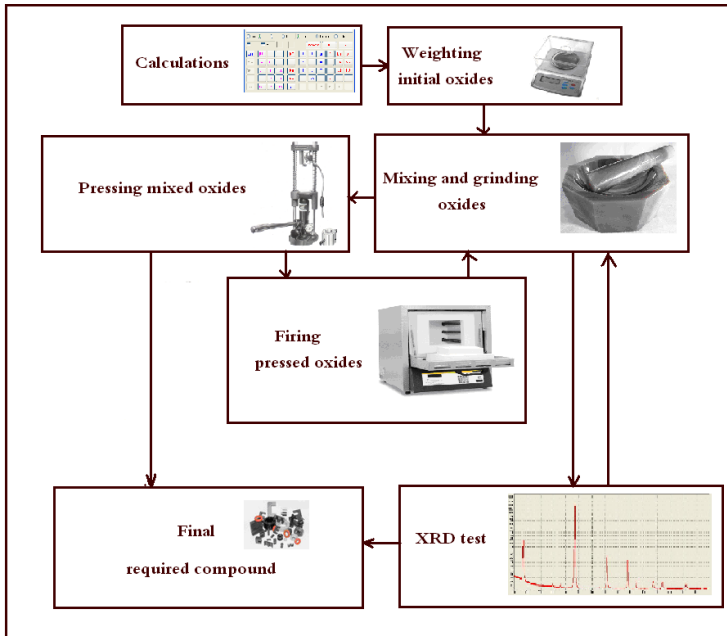 Calculations
Weighting
initial oxides
Pressing mixed oxides
Mixing and grinding
oxides
Firing
pressed oxides
Final
required compound
XRD test